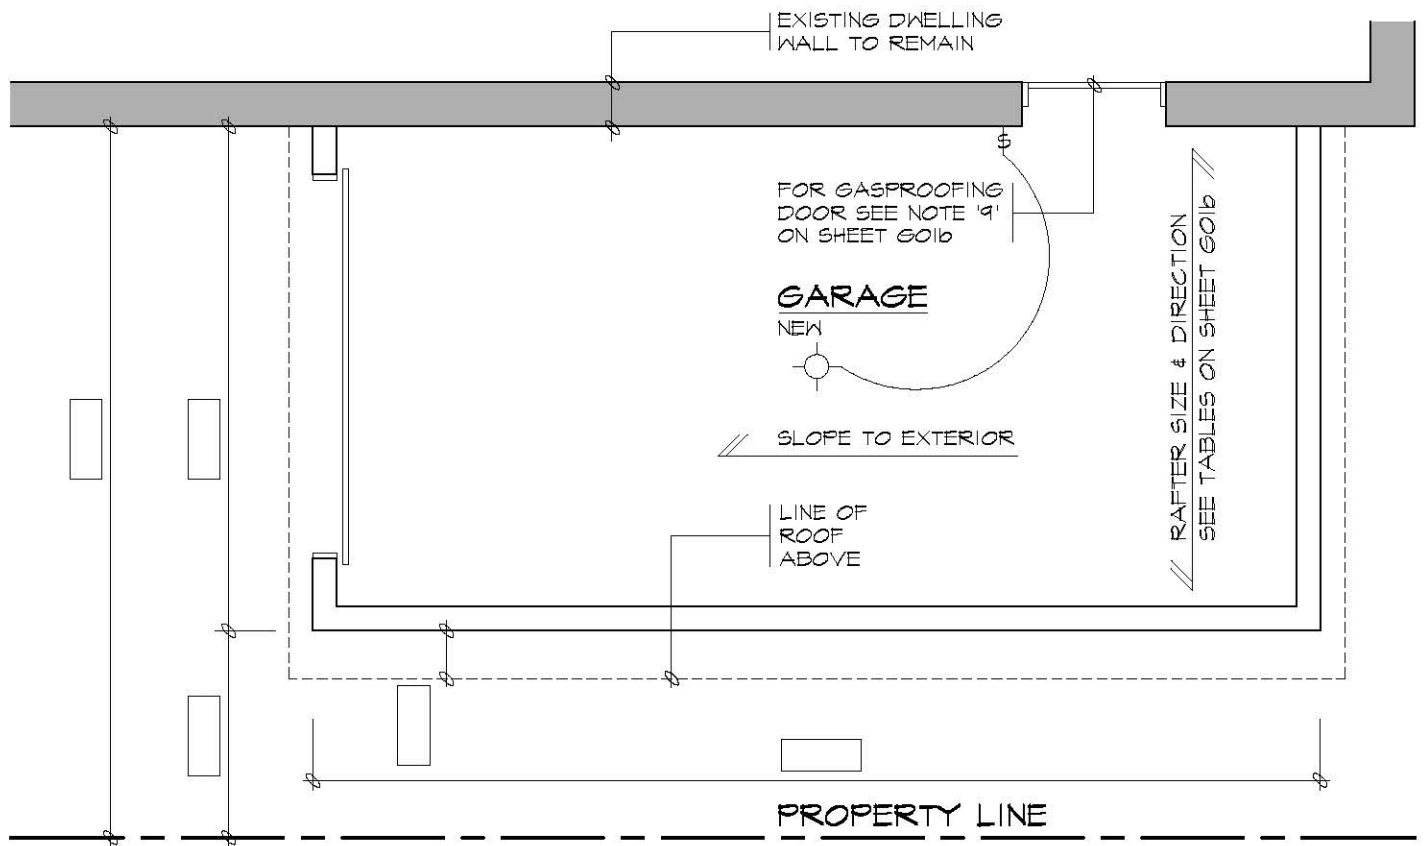 EXISTING DWELLING
WALL TO REMAIN
S
FOR GASPROOFING
DOOR SEE NOTE '9'
ON SHEET G01b
GARAGE
NEW
SLOPE TO EXTERIOR
LINE OF
ROOF
ABOVE
RAFTER SIZE & DIRECTION
SEE TABLES ON SHEET G01b
PROPERTY LINE